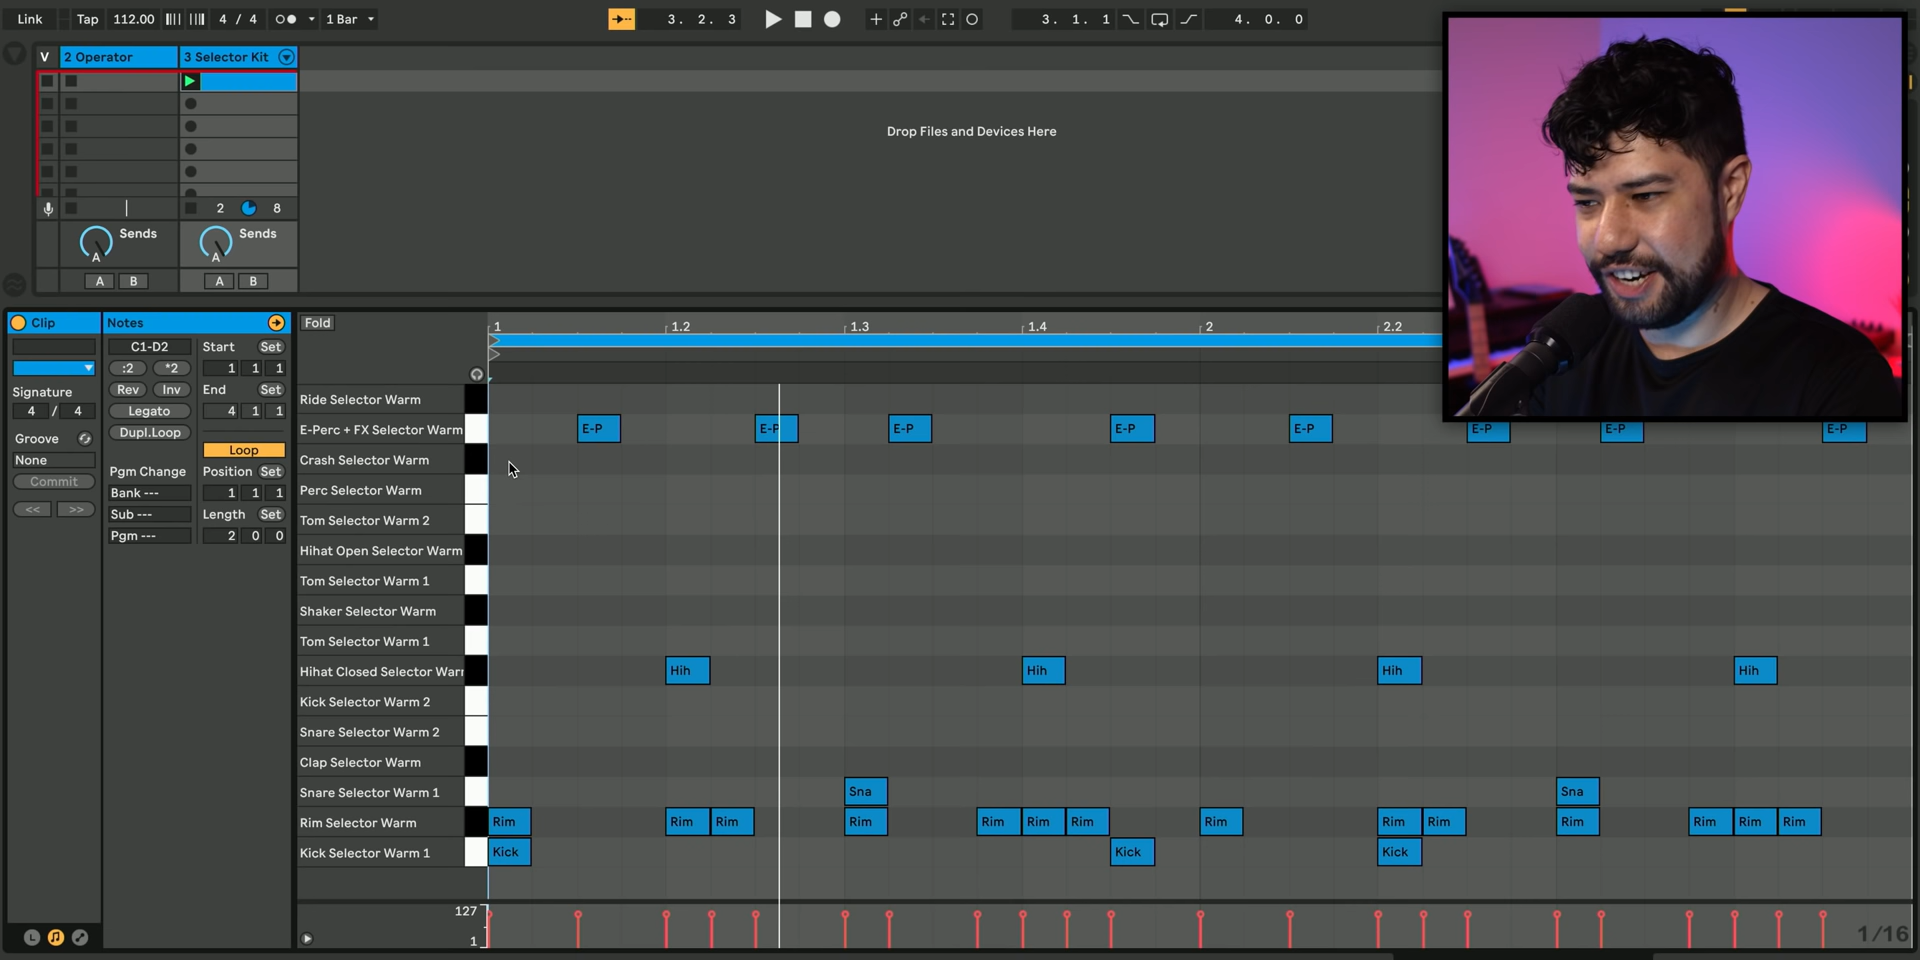 Link Tap 112.00 4 / 4 1 Bar 3. 2. 3 3. 1. 1 4. 0. 0
V 2 Operator 3 Selector Kit
Drop Files and Devices Here
2 8
Sends Sends
A A
A B A B
Clip Notes Fold 1 1.2 1.3 1.4 2 2.2
C1-D2 Start Set
:2 *2 1 1 1
Signature Rev Inv End Set
4 / 4 Legato 4 1 1
Groove Dupl.Loop
None Loop
Commit Pgm Change Position Set
<< >> Bank --- 1 1 1
Sub --- Length Set
Pgm --- 2 0 0
Ride Selector Warm
E-Perc + FX Selector Warm E-P E-P E-P E-P E-P E-P E-P E-P
Crash Selector Warm
Perc Selector Warm
Tom Selector Warm 2
Hihat Open Selector Warm
Tom Selector Warm 1
Shaker Selector Warm
Tom Selector Warm 1
Hihat Closed Selector Warr Hih Hih Hih Hih
Kick Selector Warm 2
Snare Selector Warm 2
Clap Selector Warm
Snare Selector Warm 1 Sna Sna
Rim Selector Warm Rim Rim Rim Rim Rim Rim Rim Rim Rim Rim Rim Rim Rim Rim
Kick Selector Warm 1 Kick Kick Kick
127
1 1/16
L